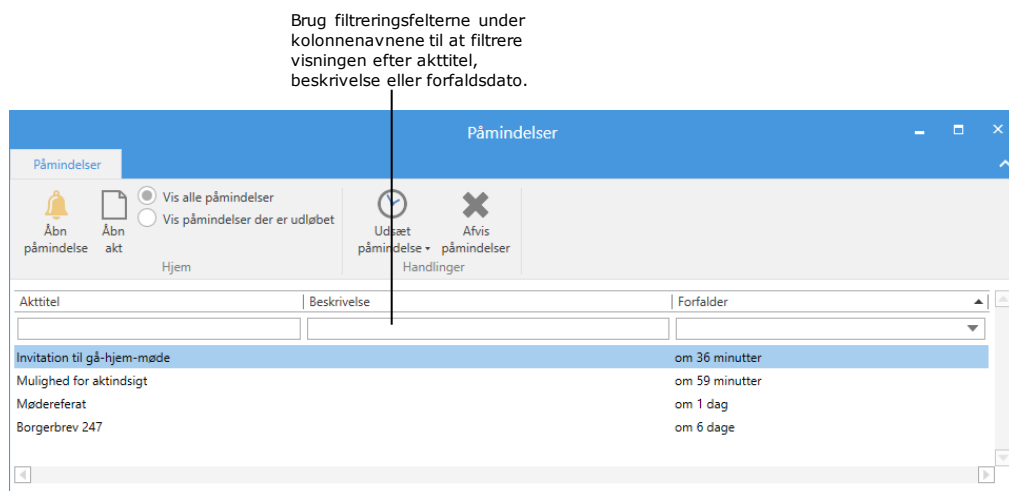 Brug filtreringsfelterne under
kolonnenavnene til at filtrere
visningen efter akttitel,
beskrivelse eller forfaldsdato.
Påmindelser
Påmindelser
Åbn påmindelse
Åbn akt
Vis alle påmindelser
Vis påmindelser der er udløbet
Udsæt påmindelse
Afvis påmindelser
Hjem
Handlinger
Akttitel Beskrivelse Forfalder
Invitation til gå-hjem-møde om 36 minutter
Mulighed for aktindsigt om 59 minutter
Mødereferat om 1 dag
Borgerbrev 247 om 6 dage